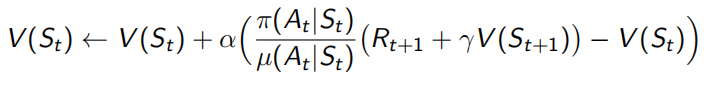 V(S_t) ← V(S_t) + α( π(A_t|S_t) / μ(A_t|S_t) (R_{t+1} + γV(S_{t+1})) − V(S_t) )